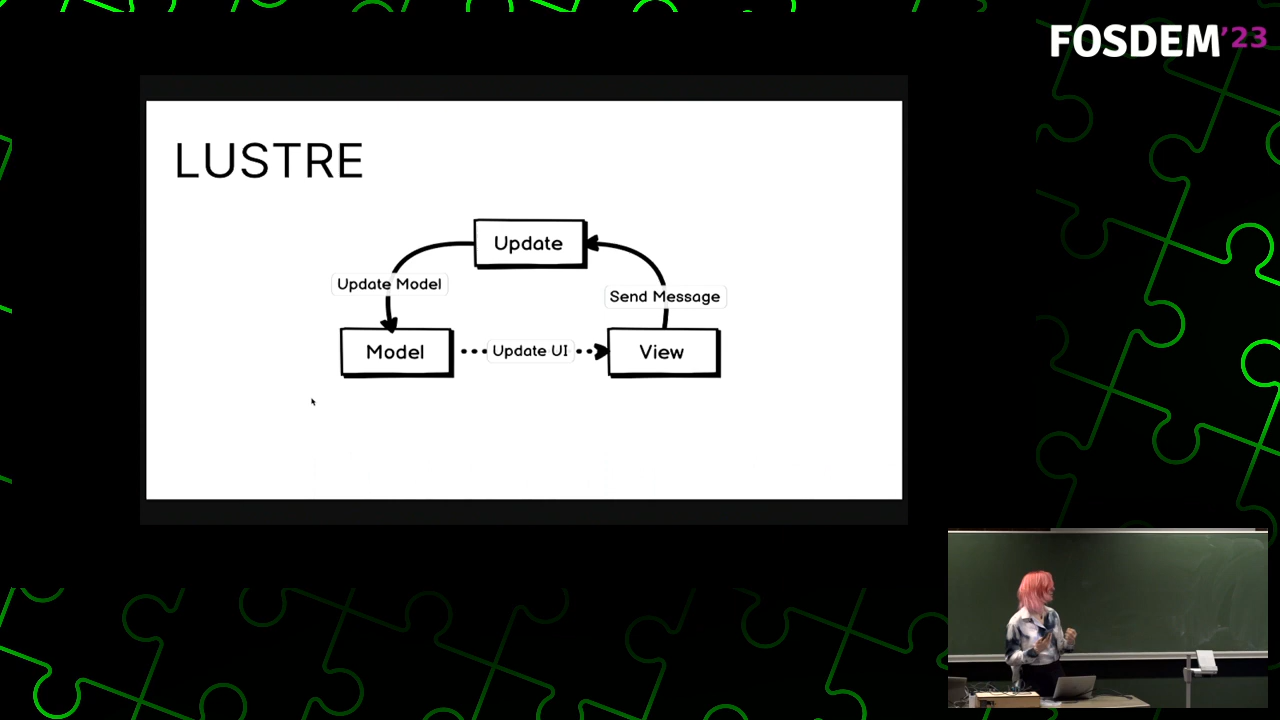 FOSDEM'23
LUSTRE
Update
Update Model
Send Message
Model
Update UI
View